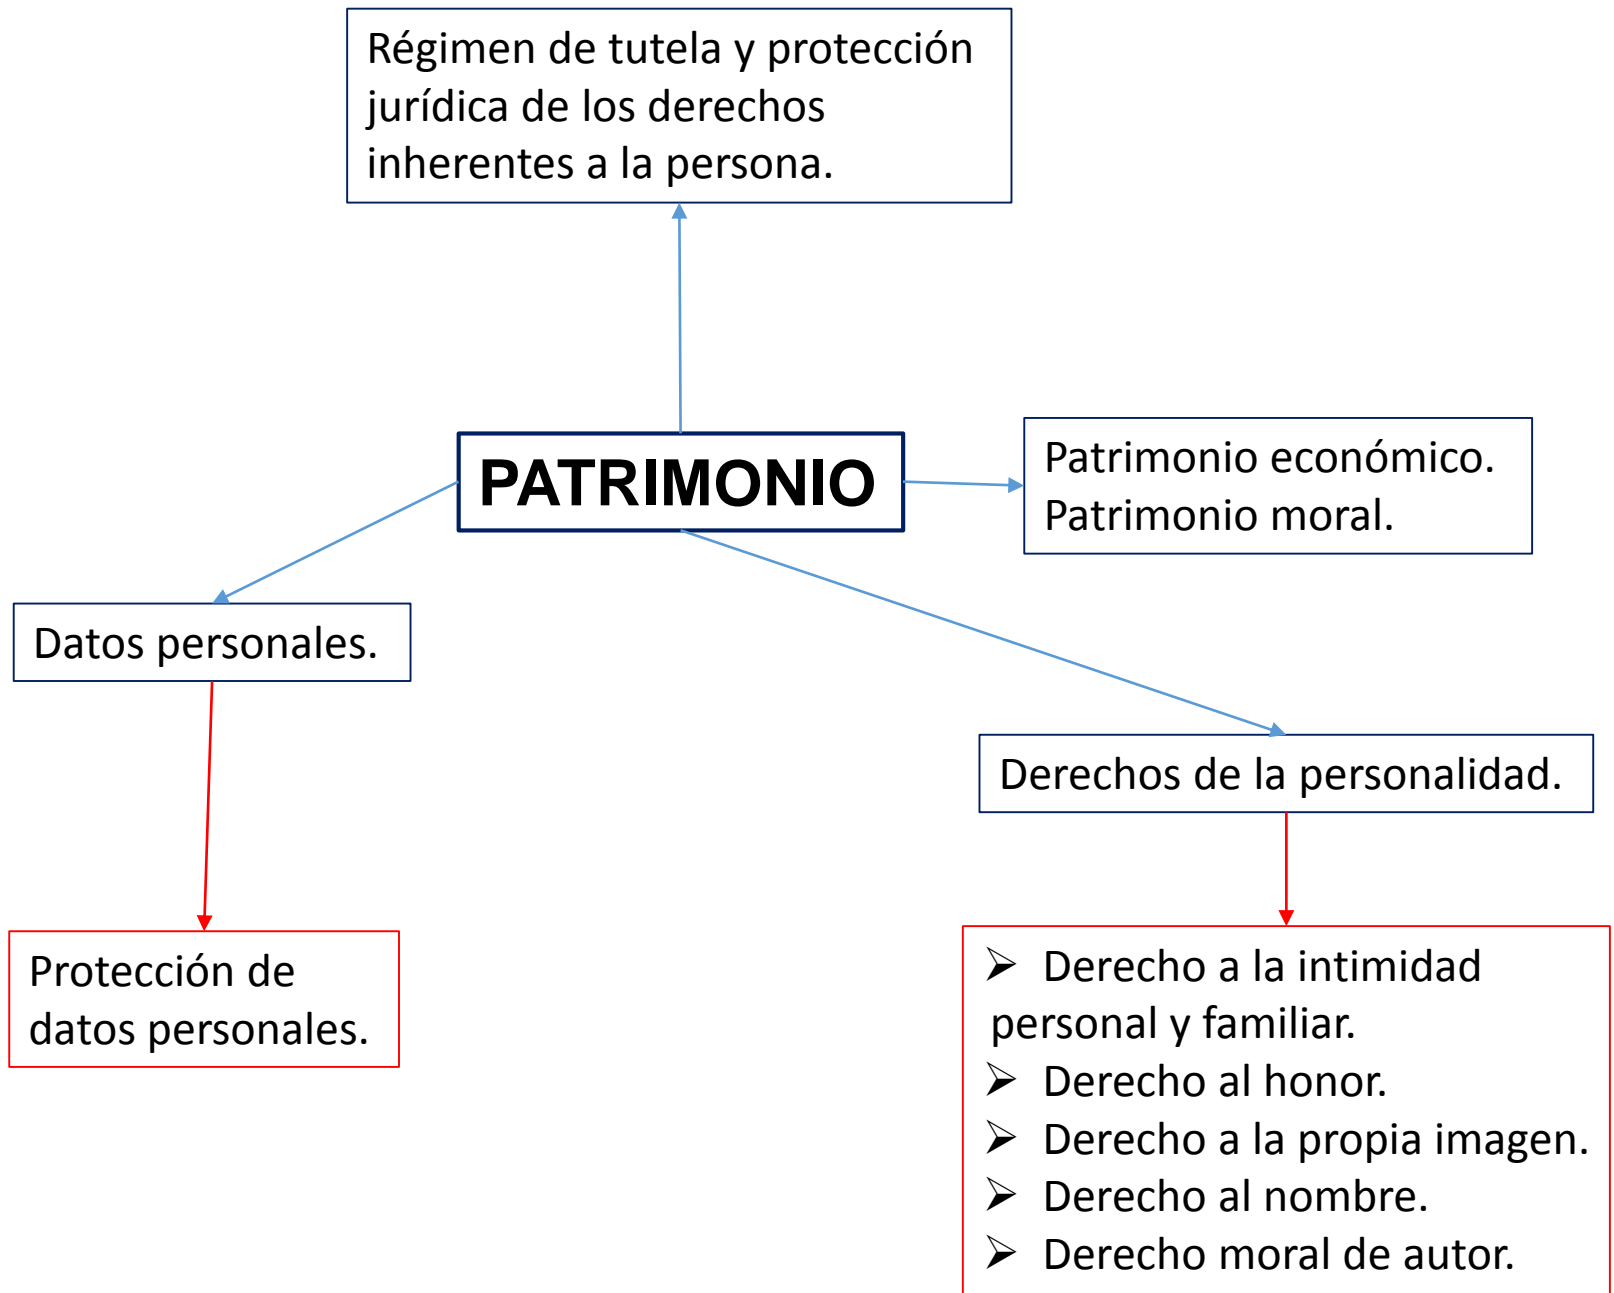 Régimen de tutela y protección
jurídica de los derechos
inherentes a la persona.
PATRIMONIO
Patrimonio económico.
Patrimonio moral.
Datos personales.
Derechos de la personalidad.
Protección de
datos personales.
➢ Derecho a la intimidad
personal y familiar.
➢ Derecho al honor.
➢ Derecho a la propia imagen.
➢ Derecho al nombre.
➢ Derecho moral de autor.